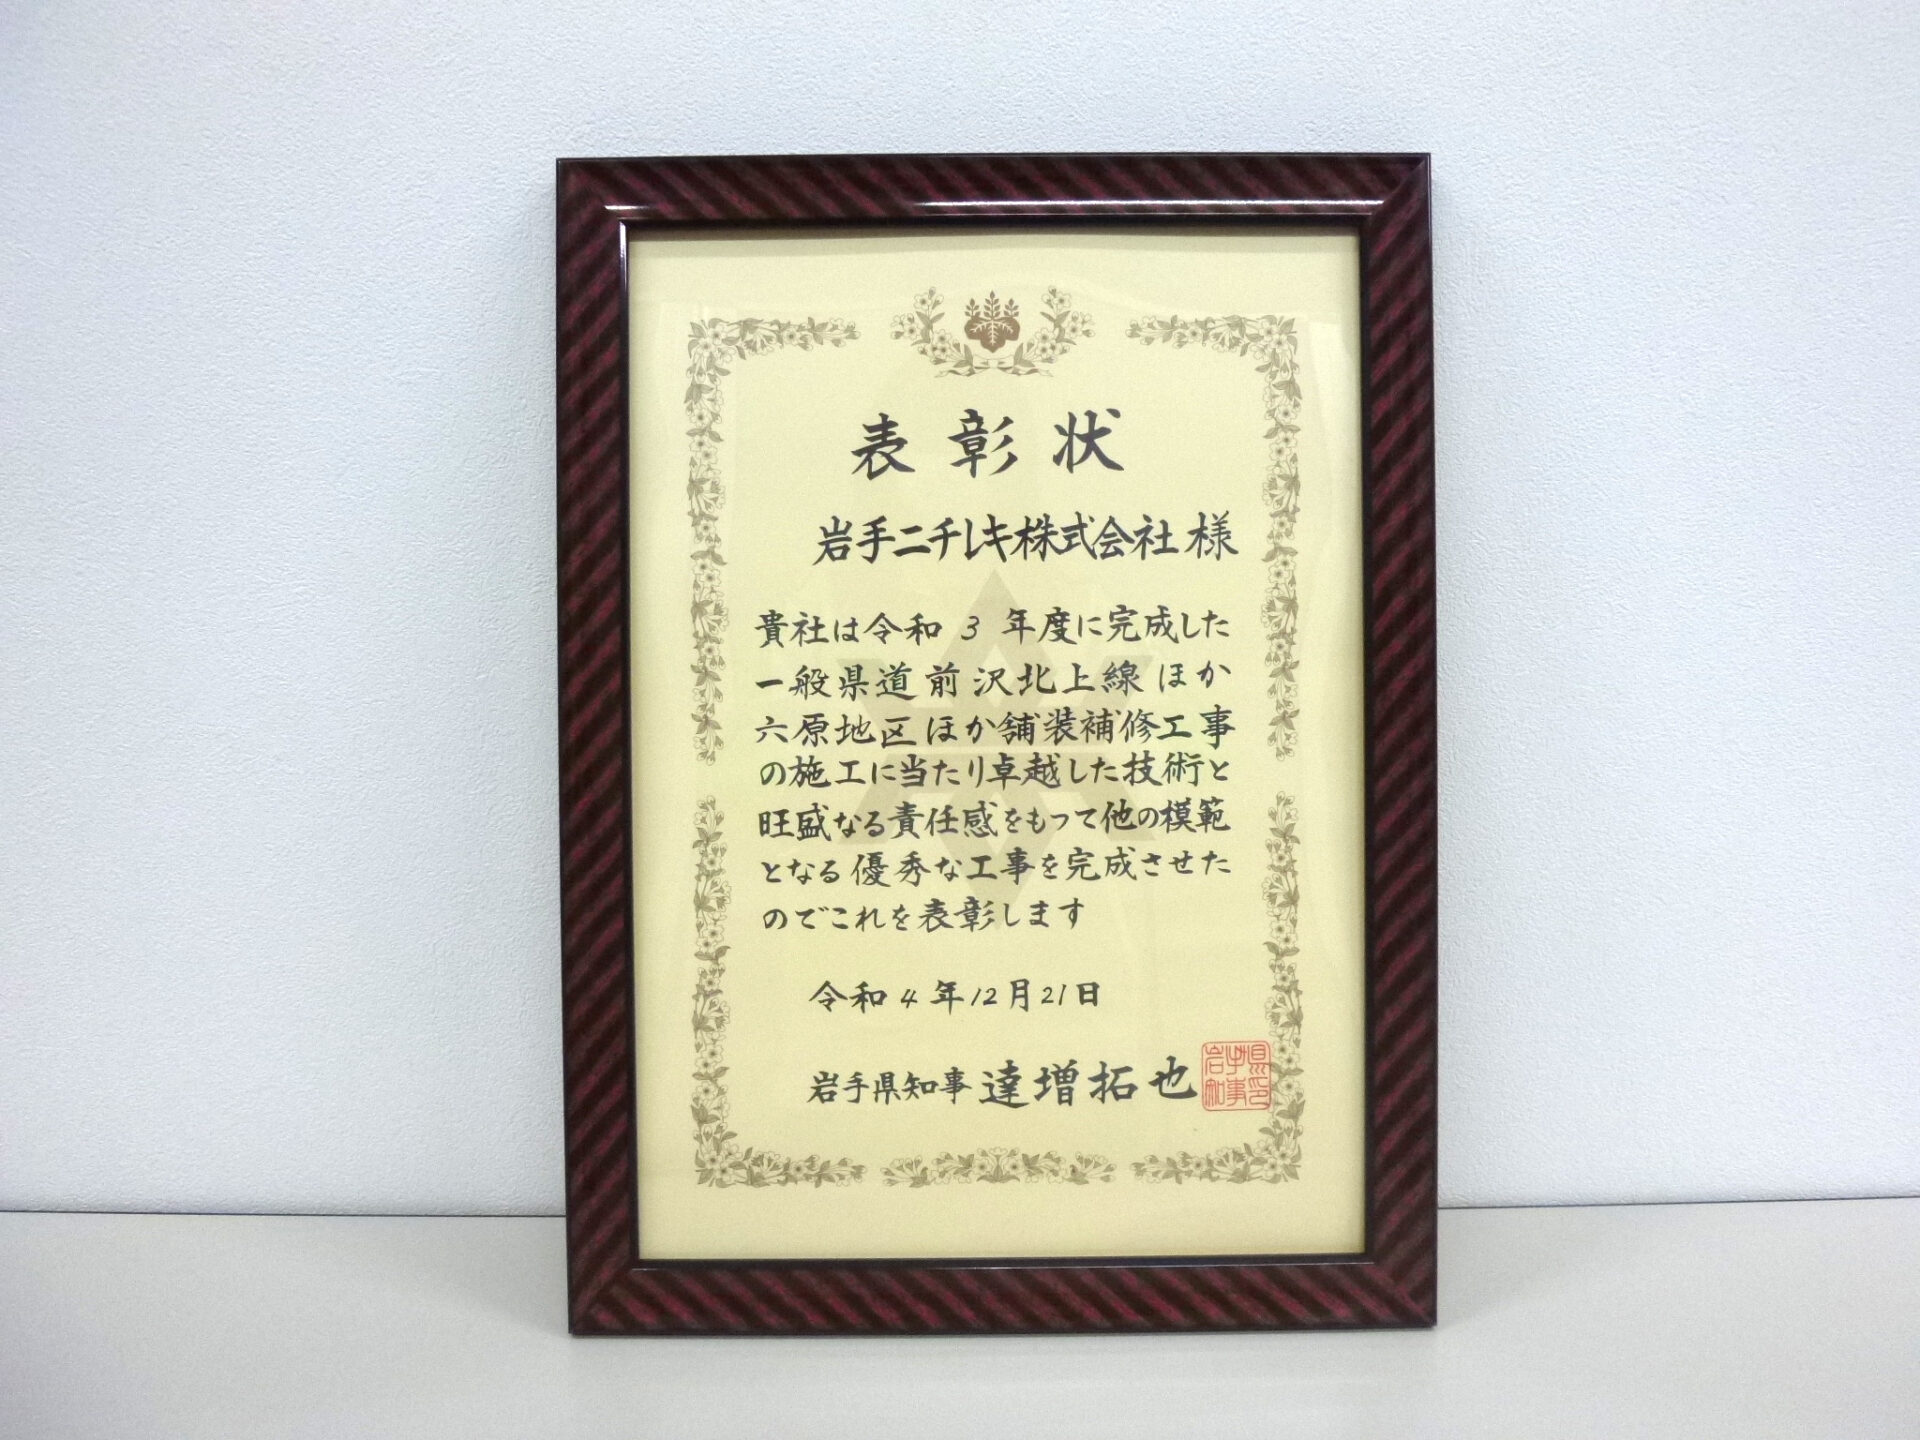 表彰状
岩手ニチレキ株式会社様
貴社は令和3年度に完成した
一般県道前沢北上線ほか
六原地区ほか舗装補修工事
の施工に当たり卓越した技術と
旺盛なる責任感をもって他の模範
となる優秀な工事を完成させた
のでこれを表彰します
令和4年12月21日
岩手県知事 達増拓也
岩手県知事印